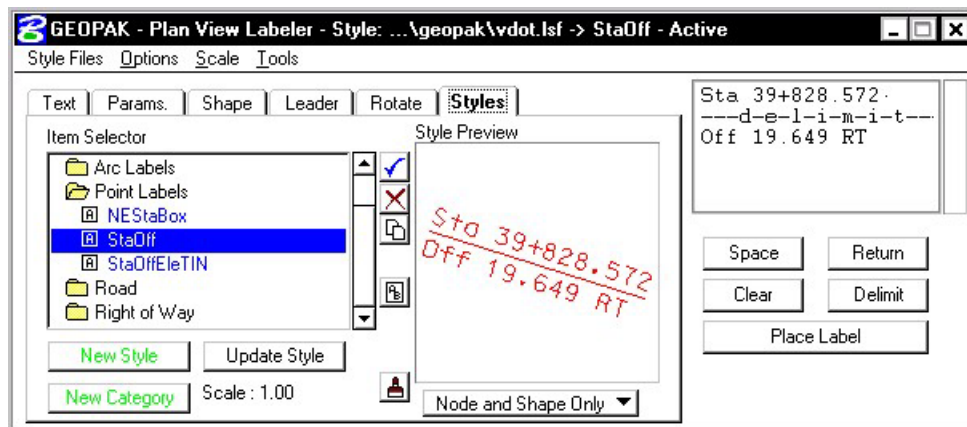 GEOPAK - Plan View Labeler - Style: ...\geopak\vdot.lsf -> StaOff - Active
Style Files Options Scale Tools
Text Params. Shape Leader Rotate Styles
Item Selector
Arc Labels
Point Labels
NEStaBox
StaOff
StaOffEleTIN
Road
Right of Way
New Style Update Style
New Category Scale : 1.00
Style Preview
Sta 39+828.572
Off 19.649 RT
Node and Shape Only
Sta 39+828.572
---d-e-l-i-m-i-t---
Off 19.649 RT
Space Return
Clear Delimit
Place Label